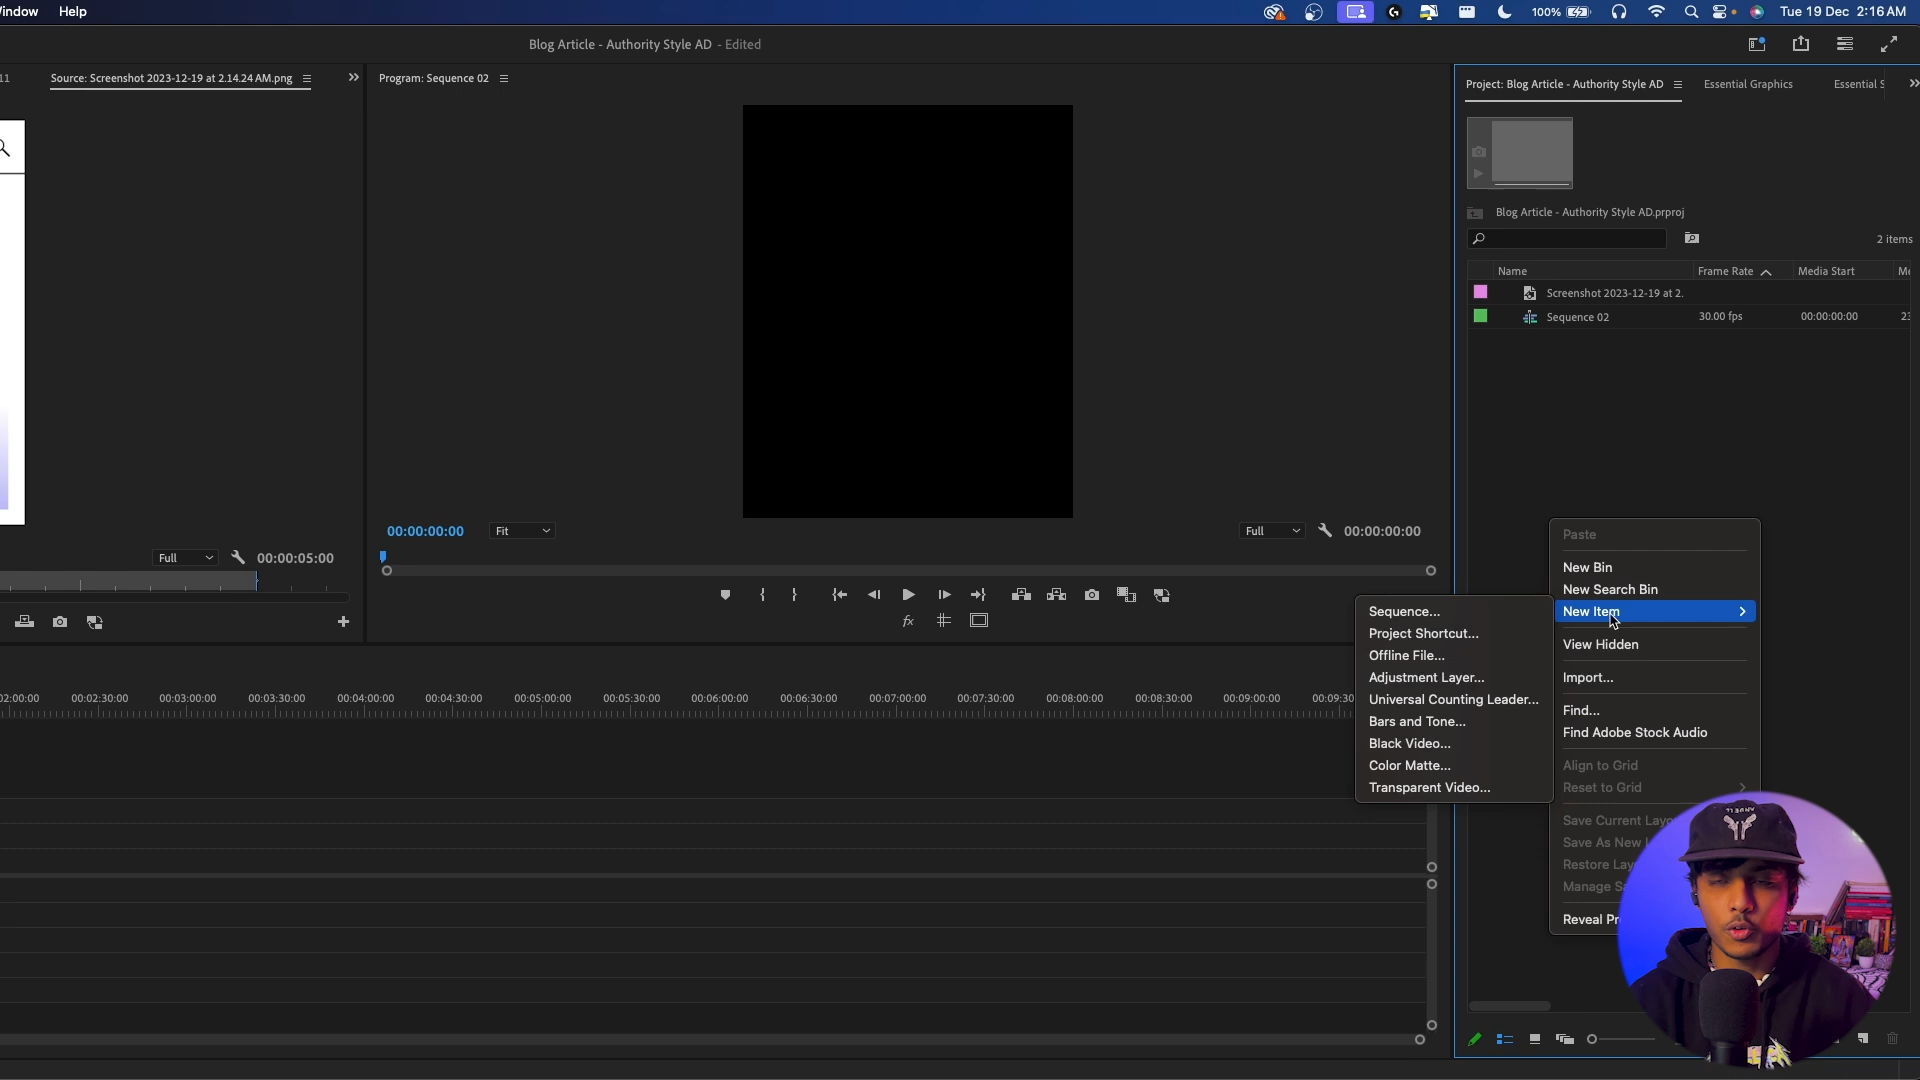 Window Help
100%
Tue 19 Dec 2:16 AM
Blog Article - Authority Style AD - Edited
11
Source: Screenshot 2023-12-19 at 2.14.24 AM.png
Program: Sequence 02
Project: Blog Article - Authority Style AD
Essential Graphics
Essential S
Blog Article - Authority Style AD.prproj
2 items
Name
Frame Rate
Media Start
Me
Screenshot 2023-12-19 at 2.
Sequence 02
30.00 fps
00:00:00:00
23
00:00:00:00
Fit
Full
00:00:00:00
Full
00:00:05:00
fx
Paste
New Bin
New Search Bin
New Item
View Hidden
Import...
Find...
Find Adobe Stock Audio
Align to Grid
Reset to Grid
Save Current Layo
Save As New
Restore Lay
Manage Sa
Reveal Pr
Sequence...
Project Shortcut...
Offline File...
Adjustment Layer...
Universal Counting Leader...
Bars and Tone...
Black Video...
Color Matte...
Transparent Video...
02:00:00
00:02:30:00
00:03:00:00
00:03:30:00
00:04:00:00
00:04:30:00
00:05:00:00
00:05:30:00
00:06:00:00
00:06:30:00
00:07:00:00
00:07:30:00
00:08:00:00
00:08:30:00
00:09:00:00
00:09:30